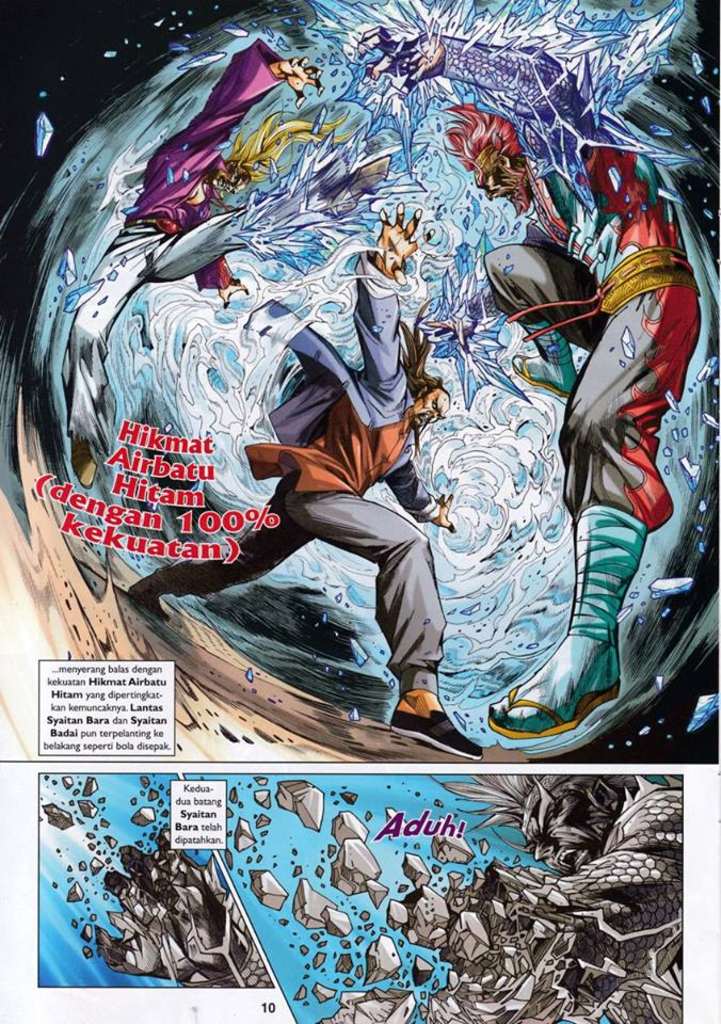 Hikmat
Airbatu
Hitam
(dengan 100%
kekuatan)
...menyerang balas dengan
kekuatan Hikmat Airbatu
Hitam yang dipertingkat-
kan kemuncaknya. Lantas
Syaitan Bara dan Syaitan
Badai pun terpelanting ke
belakang seperti bola disepak.
Kedua-
dua batang
Syaitan
Bara telah
dipatahkan.
Aduh!
10